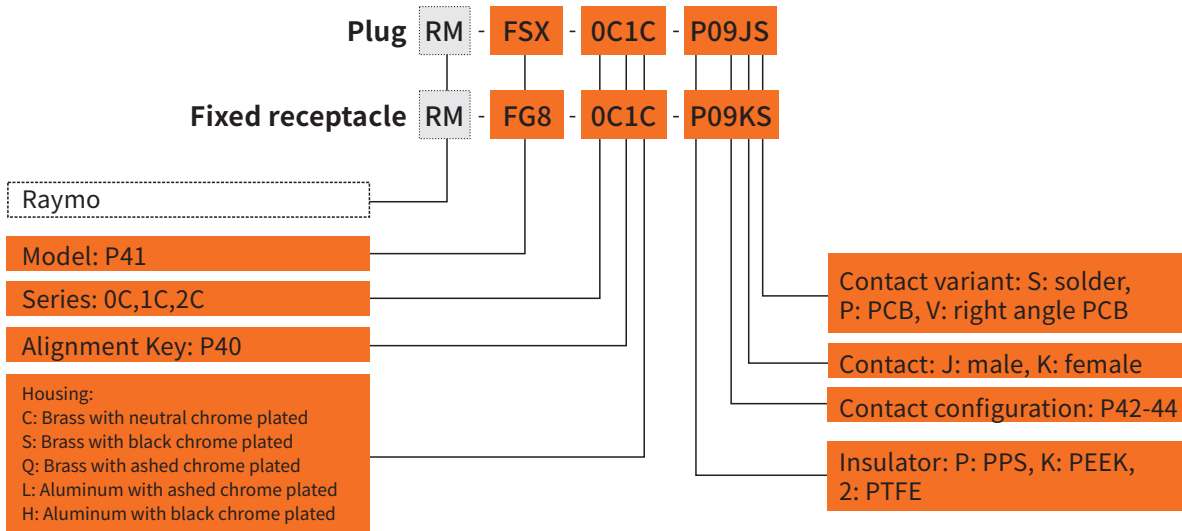 Plug RM - FSX - 0C1C - P09JS
Fixed receptacle RM - FG8 - 0C1C - P09KS
Raymo
Model: P41
Series: 0C,1C,2C
Alignment Key: P40
Housing:
C: Brass with neutral chrome plated
S: Brass with black chrome plated
Q: Brass with ashed chrome plated
L: Aluminum with ashed chrome plated
H: Aluminum with black chrome plated
Contact variant: S: solder,
P: PCB, V: right angle PCB
Contact: J: male, K: female
Contact configuration: P42-44
Insulator: P: PPS, K: PEEK,
2: PTFE